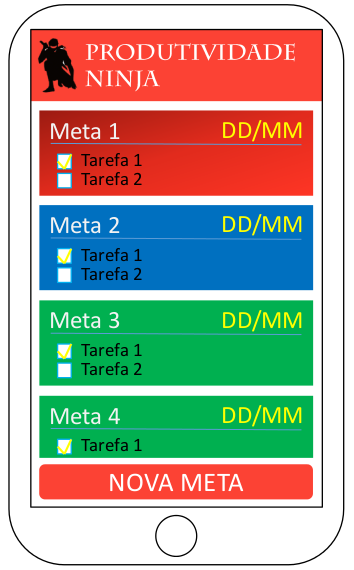 PRODUTIVIDADE
NINJA
Meta 1 DD/MM
Tarefa 1
Tarefa 2
Meta 2 DD/MM
Tarefa 1
Tarefa 2
Meta 3 DD/MM
Tarefa 1
Tarefa 2
Meta 4 DD/MM
Tarefa 1
NOVA META